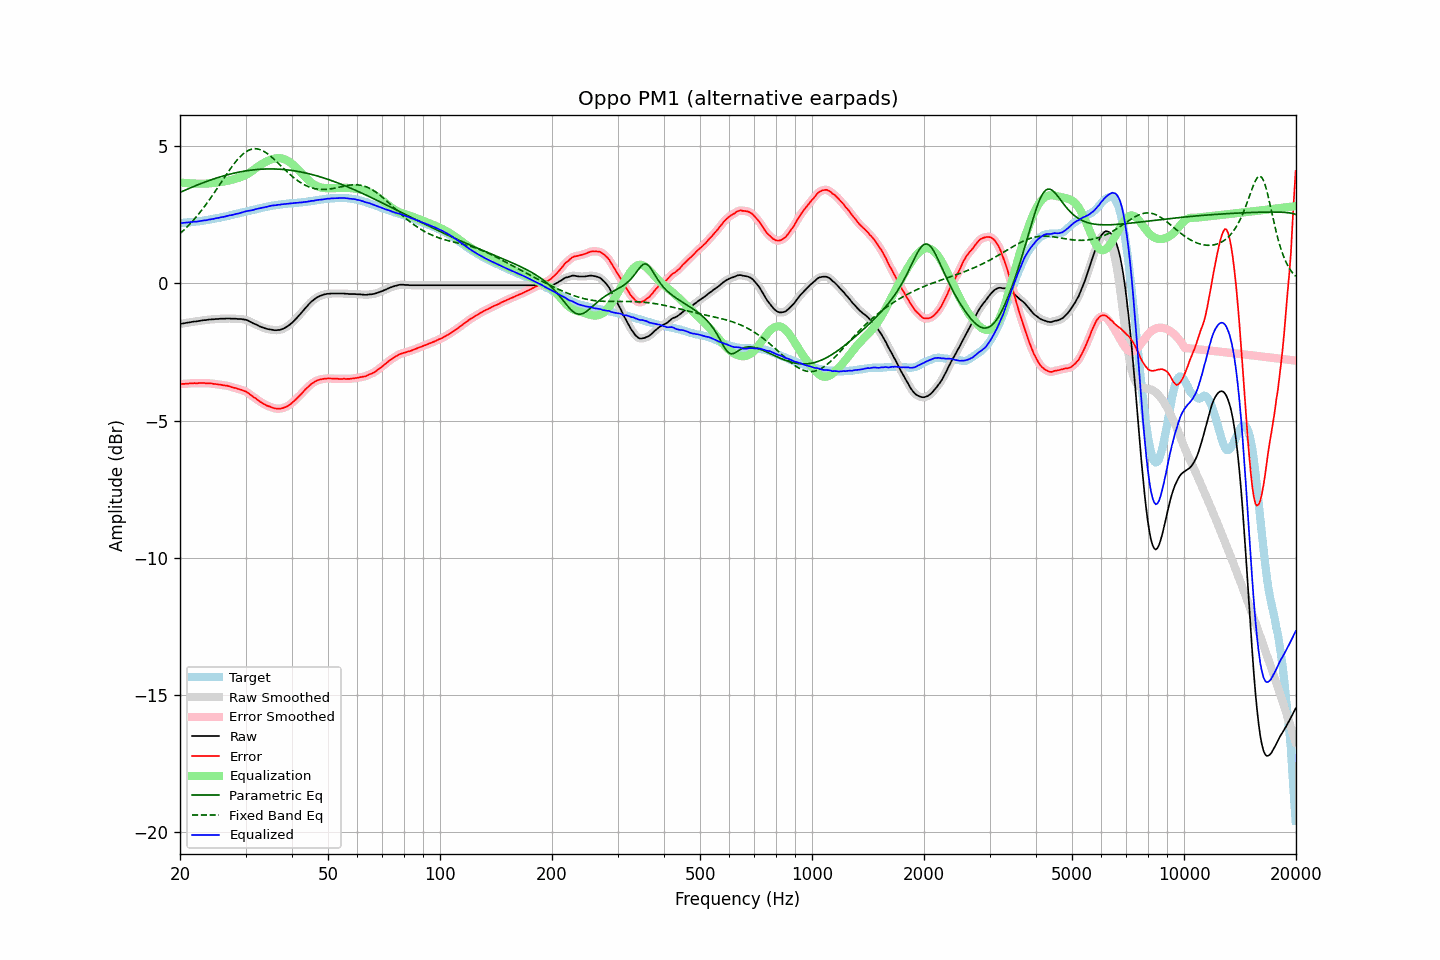 Oppo PM1 (alternative earpads)
Amplitude (dBr)
5
0
−5
−10
−15
−20
Target
Raw Smoothed
Error Smoothed
Raw
Error
Equalization
Parametric Eq
Fixed Band Eq
Equalized
20 50 100 200 500 1000 2000 5000 10000 20000
Frequency (Hz)